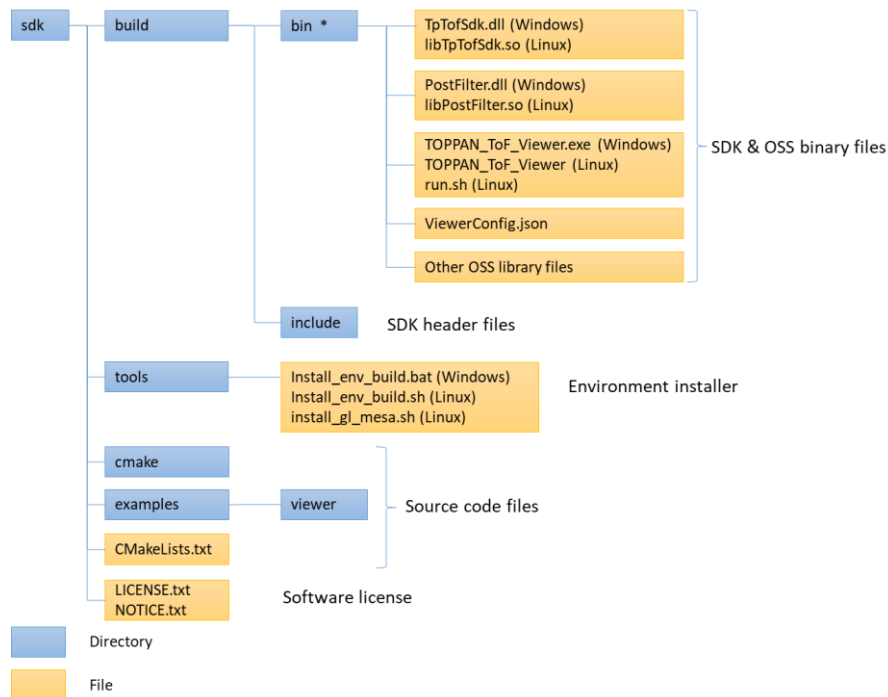 sdk
build
bin *
TpTofSdk.dll (Windows)
libTpTofSdk.so (Linux)
PostFilter.dll (Windows)
libPostFilter.so (Linux)
TOPPAN_ToF_Viewer.exe (Windows)
TOPPAN_ToF_Viewer (Linux)
run.sh (Linux)
SDK & OSS binary files
ViewerConfig.json
Other OSS library files
include
SDK header files
tools
Install_env_build.bat (Windows)
Install_env_build.sh (Linux)
install_gl_mesa.sh (Linux)
Environment installer
cmake
examples
viewer
Source code files
CMakeLists.txt
LICENSE.txt
NOTICE.txt
Software license
Directory
File